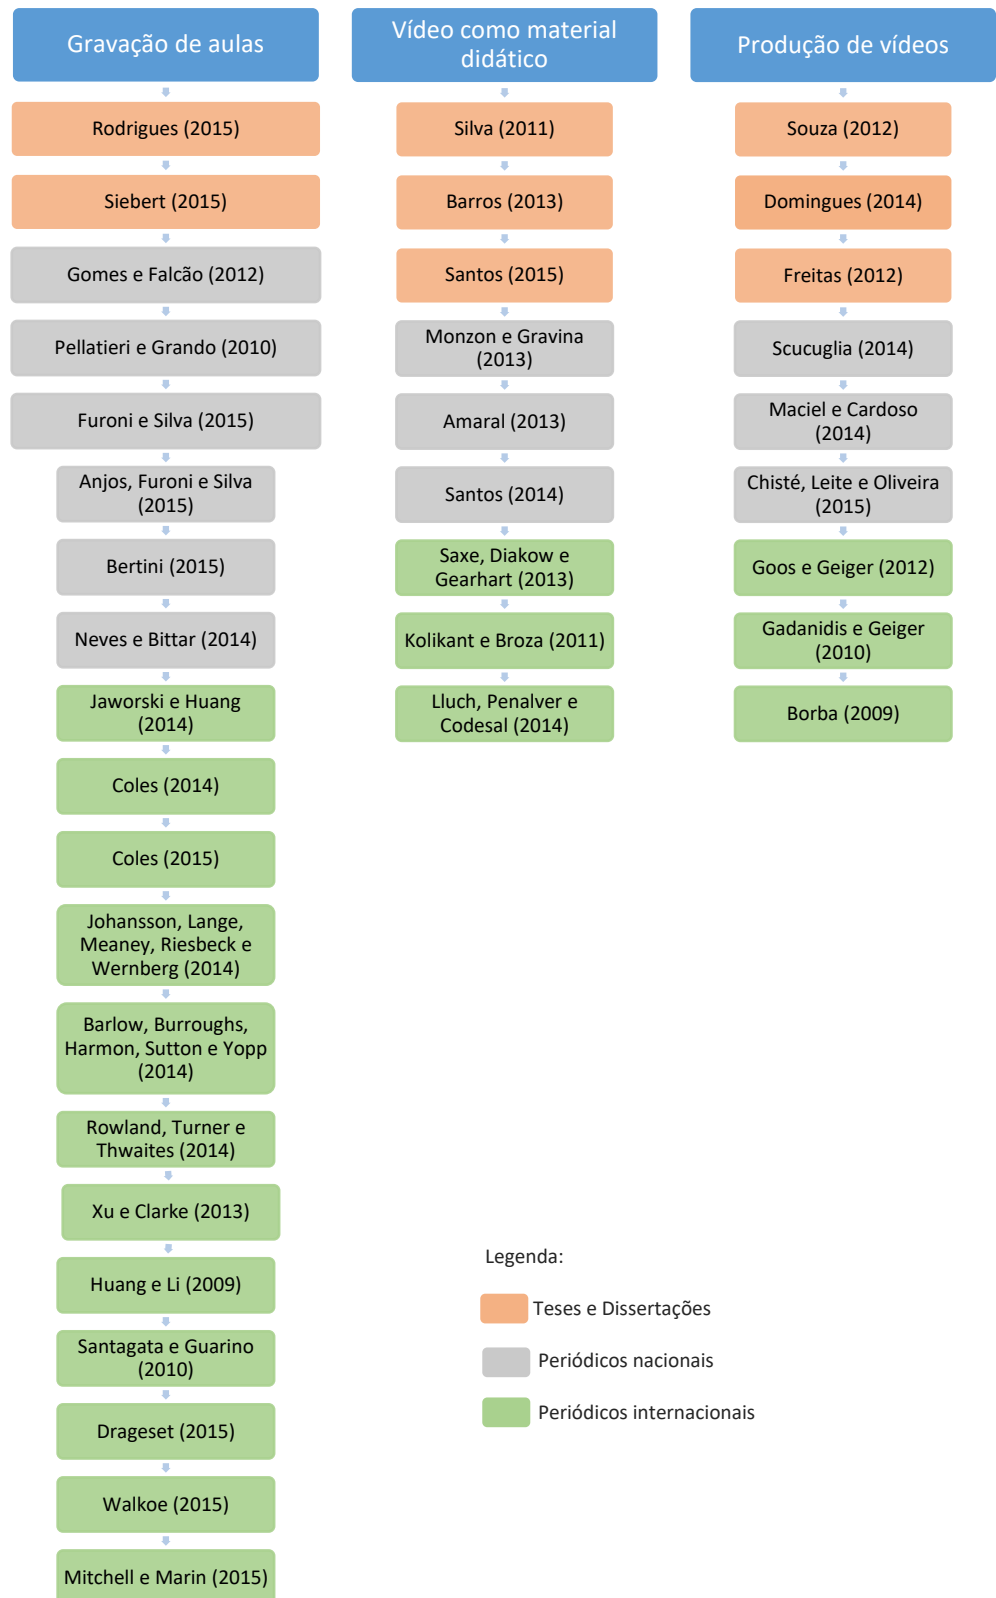 Gravação de aulas
Rodrigues (2015)
Siebert (2015)
Gomes e Falcão (2012)
Pellatieri e Grando (2010)
Furoni e Silva (2015)
Anjos, Furoni e Silva
(2015)
Bertini (2015)
Neves e Bittar (2014)
Jaworski e Huang
(2014)
Coles (2014)
Coles (2015)
Johansson, Lange,
Meaney, Riesbeck e
Wernberg (2014)
Barlow, Burroughs,
Harmon, Sutton e Yopp
(2014)
Rowland, Turner e
Thwaites (2014)
Xu e Clarke (2013)
Huang e Li (2009)
Santagata e Guarino
(2010)
Drageset (2015)
Walkoe (2015)
Mitchell e Marin (2015)
Vídeo como material
didático
Silva (2011)
Barros (2013)
Santos (2015)
Monzon e Gravina
(2013)
Amaral (2013)
Santos (2014)
Saxe, Diakow e
Gearhart (2013)
Kolikant e Broza (2011)
Lluch, Penalver e
Codesal (2014)
Produção de vídeos
Souza (2012)
Domingues (2014)
Freitas (2012)
Scucuglia (2014)
Maciel e Cardoso
(2014)
Chisté, Leite e Oliveira
(2015)
Goos e Geiger (2012)
Gadanidis e Geiger
(2010)
Borba (2009)
Legenda:
Teses e Dissertações
Periódicos nacionais
Periódicos internacionais